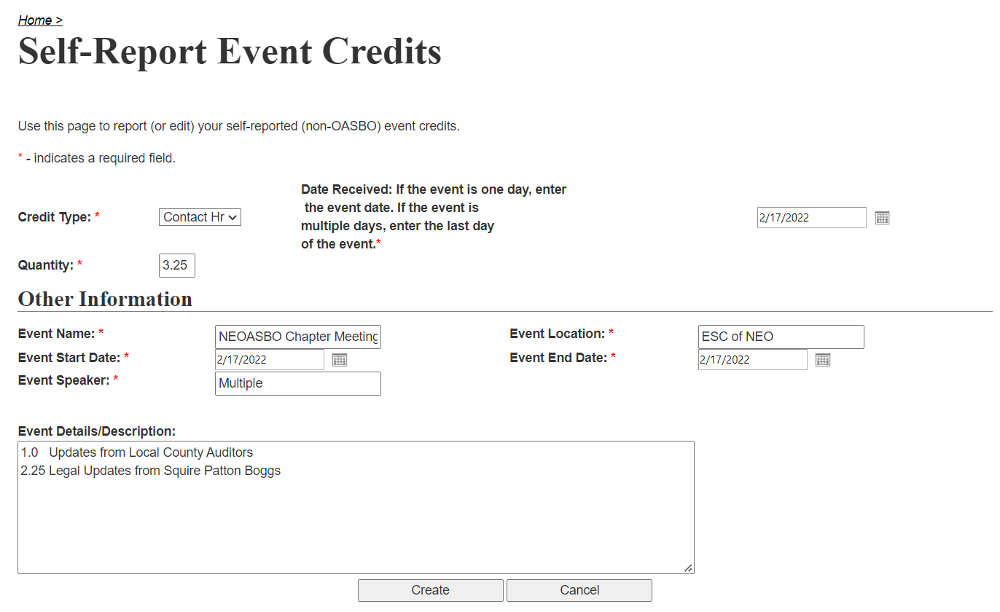 Home >
Self-Report Event Credits
Use this page to report (or edit) your self-reported (non-OASBO) event credits.
* - indicates a required field.
Date Received: If the event is one day, enter
the event date. If the event is
multiple days, enter the last day
of the event.*
Credit Type: * Contact Hr 2/17/2022
Quantity: * 3.25
Other Information
Event Name: * NEOASBO Chapter Meeting Event Location: * ESC of NEO
Event Start Date: * 2/17/2022 Event End Date: * 2/17/2022
Event Speaker: * Multiple
Event Details/Description:
1.0 Updates from Local County Auditors
2.25 Legal Updates from Squire Patton Boggs
Create Cancel